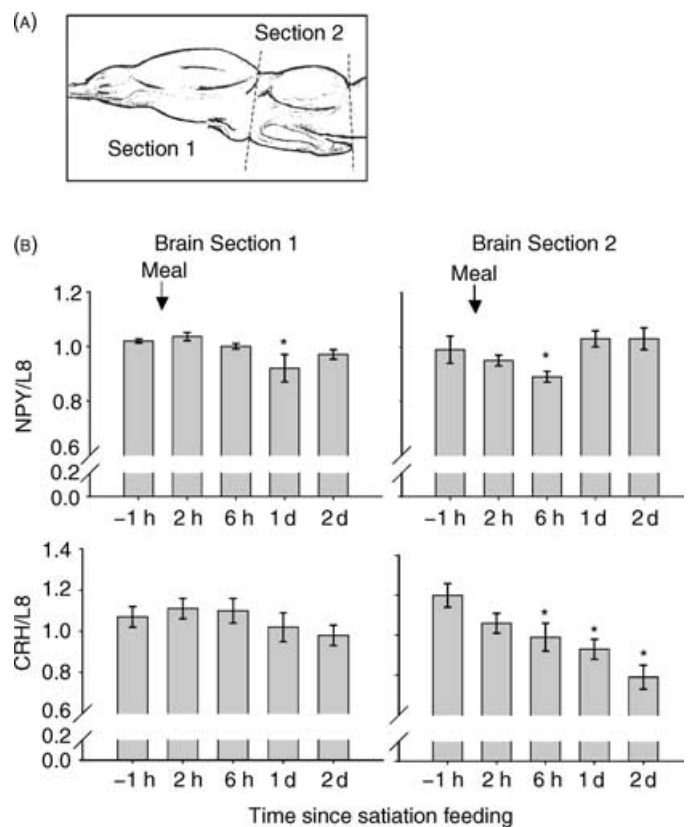 (A)
Section 2
Section 1
(B)
Brain Section 1
Brain Section 2
Meal
Meal
NPY/L8
1.2
1.0
0.8
0.6
0.2
0.0
*
*
–1 h 2 h 6 h 1 d 2 d
–1 h 2 h 6 h 1 d 2 d
CRH/L8
1.4
1.2
1.0
0.8
0.6
0.2
0.0
* * *
–1 h 2 h 6 h 1 d 2 d
–1 h 2 h 6 h 1 d 2 d
Time since satiation feeding